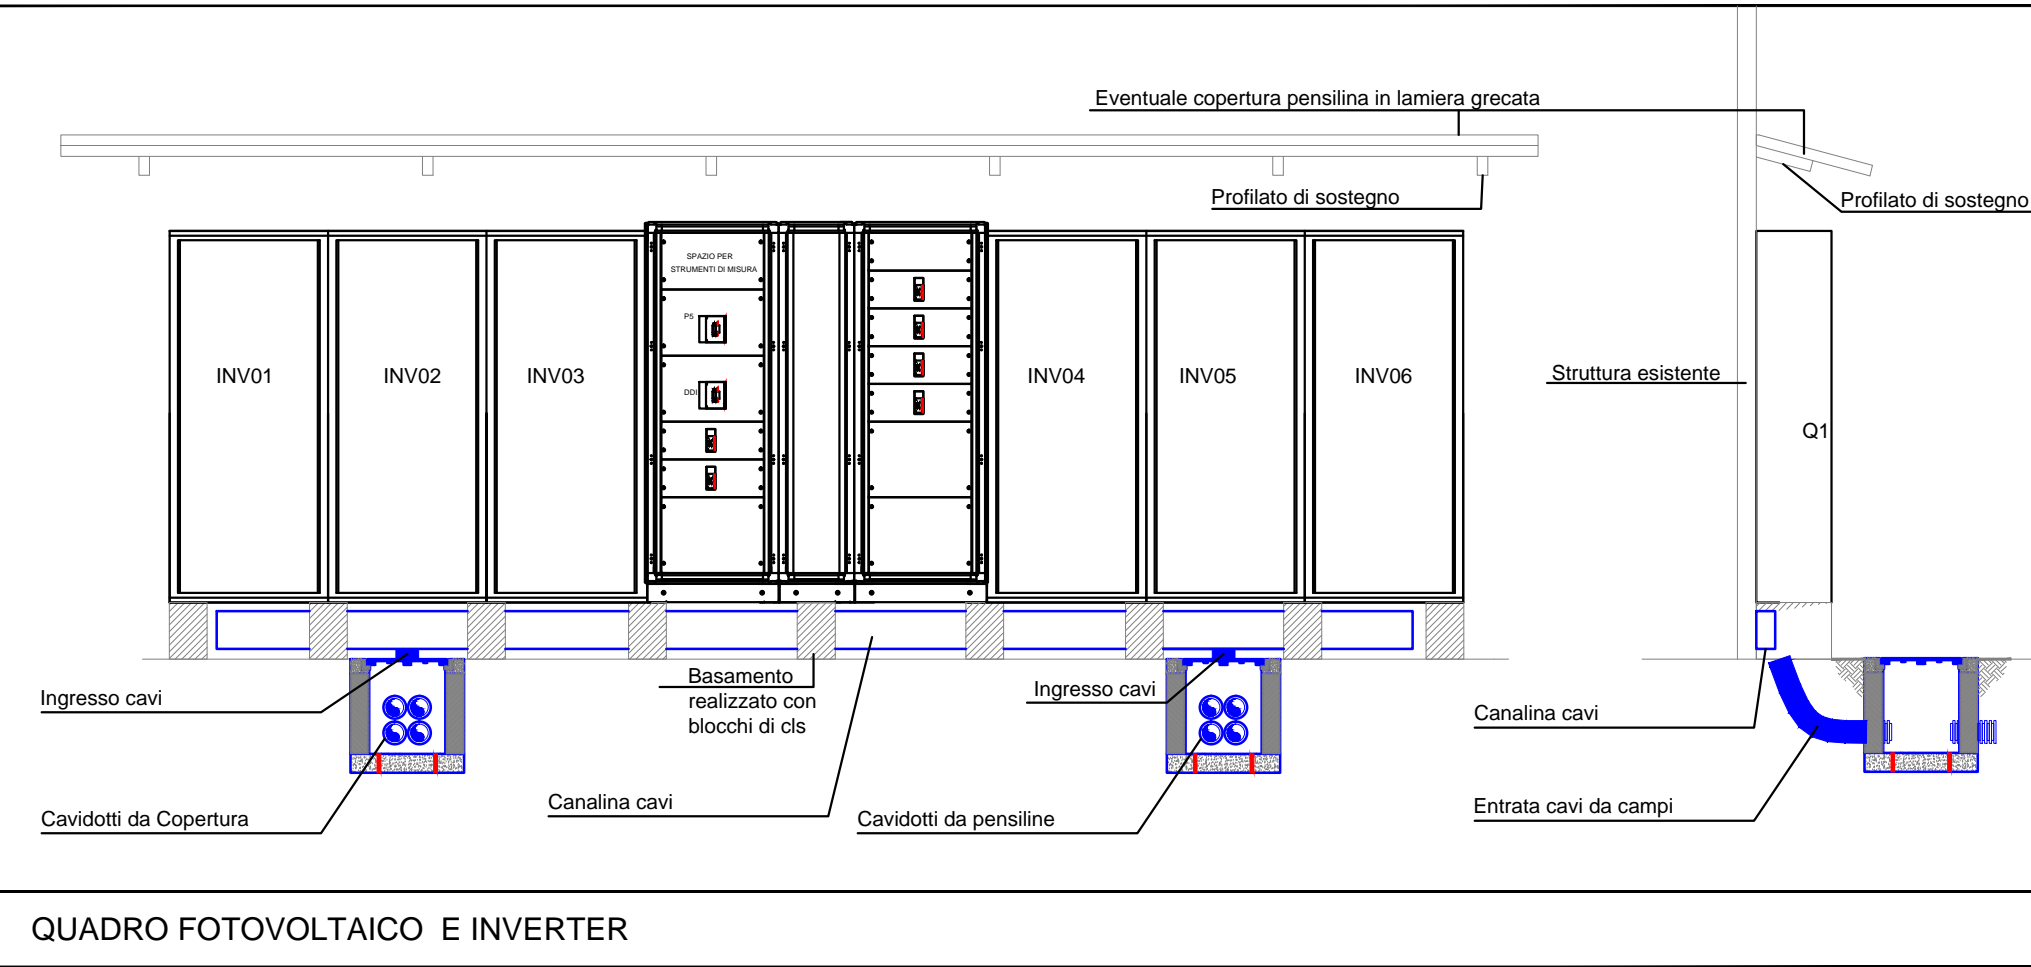 Eventuale copertura pensilina in lamiera grecata
Profilato di sostegno
Profilato di sostegno
SPAZIO PER
STRUMENTI DI MISURA
P5
DDI
INV01
INV02
INV03
INV04
INV05
INV06
Struttura esistente
Q1
Ingresso cavi
Basamento
realizzato con
blocchi di cls
Ingresso cavi
Canalina cavi
Cavidotti da Copertura
Canalina cavi
Cavidotti da pensiline
Entrata cavi da campi
QUADRO FOTOVOLTAICO E INVERTER